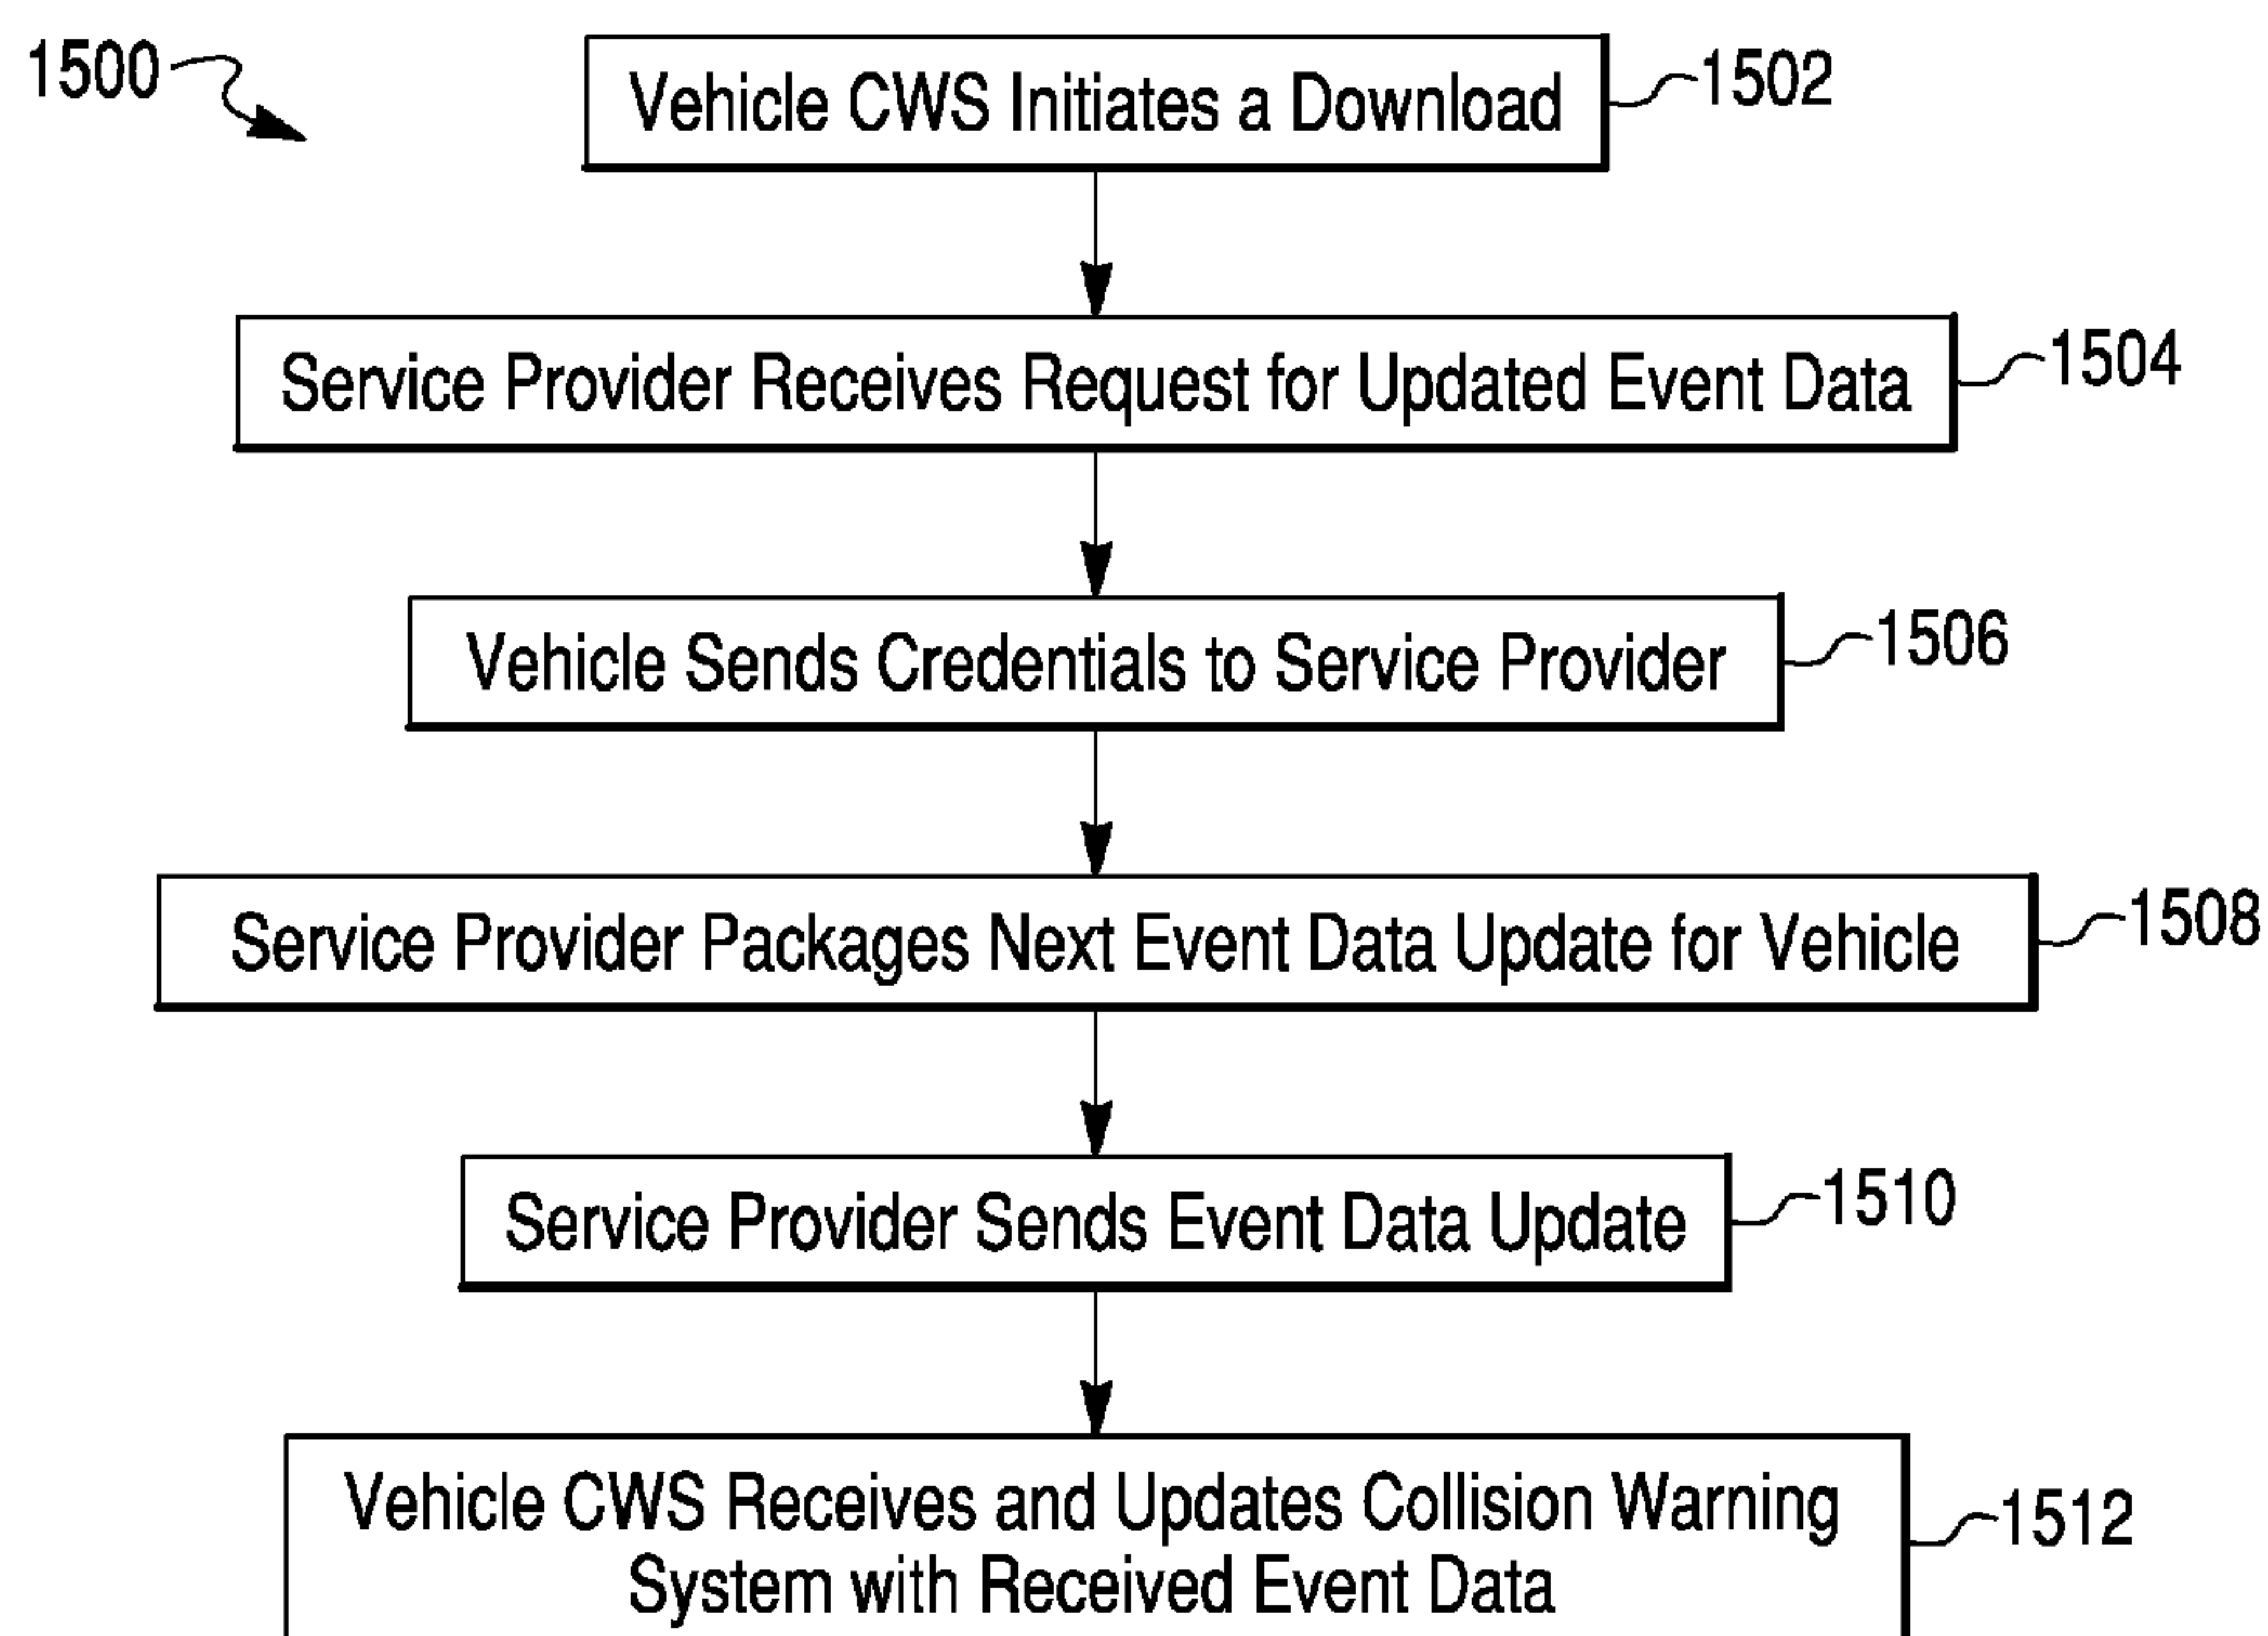 1500
Vehicle CWS Initiates a Download
1502
Service Provider Receives Request for Updated Event Data
1504
Vehicle Sends Credentials to Service Provider
1506
Service Provider Packages Next Event Data Update for Vehicle
1508
Service Provider Sends Event Data Update
1510
Vehicle CWS Receives and Updates Collision Warning
System with Received Event Data
1512